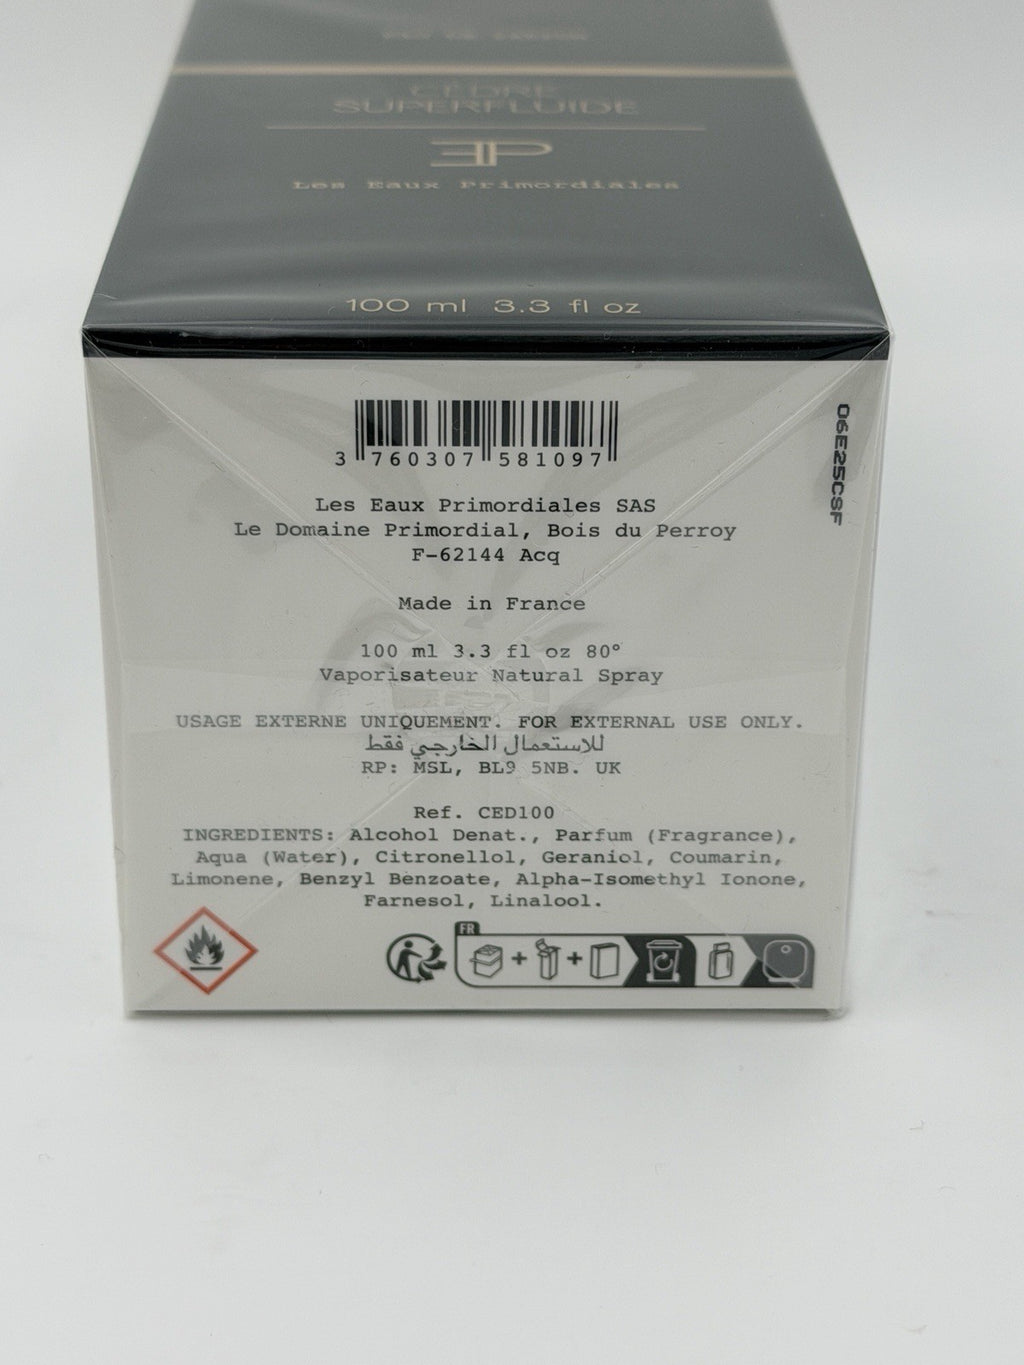 CÈDRE
SUPERFLUIDE
Les Eaux Primordiales
100 ml 3.3 fl oz
3 760307 581097
06E25CSF
Les Eaux Primordiales SAS
Le Domaine Primordial, Bois du Perroy
F-62144 Acq
Made in France
100 ml 3.3 fl oz 80°
Vaporisateur Natural Spray
USAGE EXTERNE UNIQUEMENT. FOR EXTERNAL USE ONLY.
للاستعمال الخارجي فقط
RP: MSL, BL9 5NB. UK
Ref. CED100
INGREDIENTS: Alcohol Denat., Parfum (Fragrance),
Aqua (Water), Citronellol, Geraniol, Coumarin,
Limonene, Benzyl Benzoate, Alpha-Isomethyl Ionone,
Farnesol, Linalool.
FR